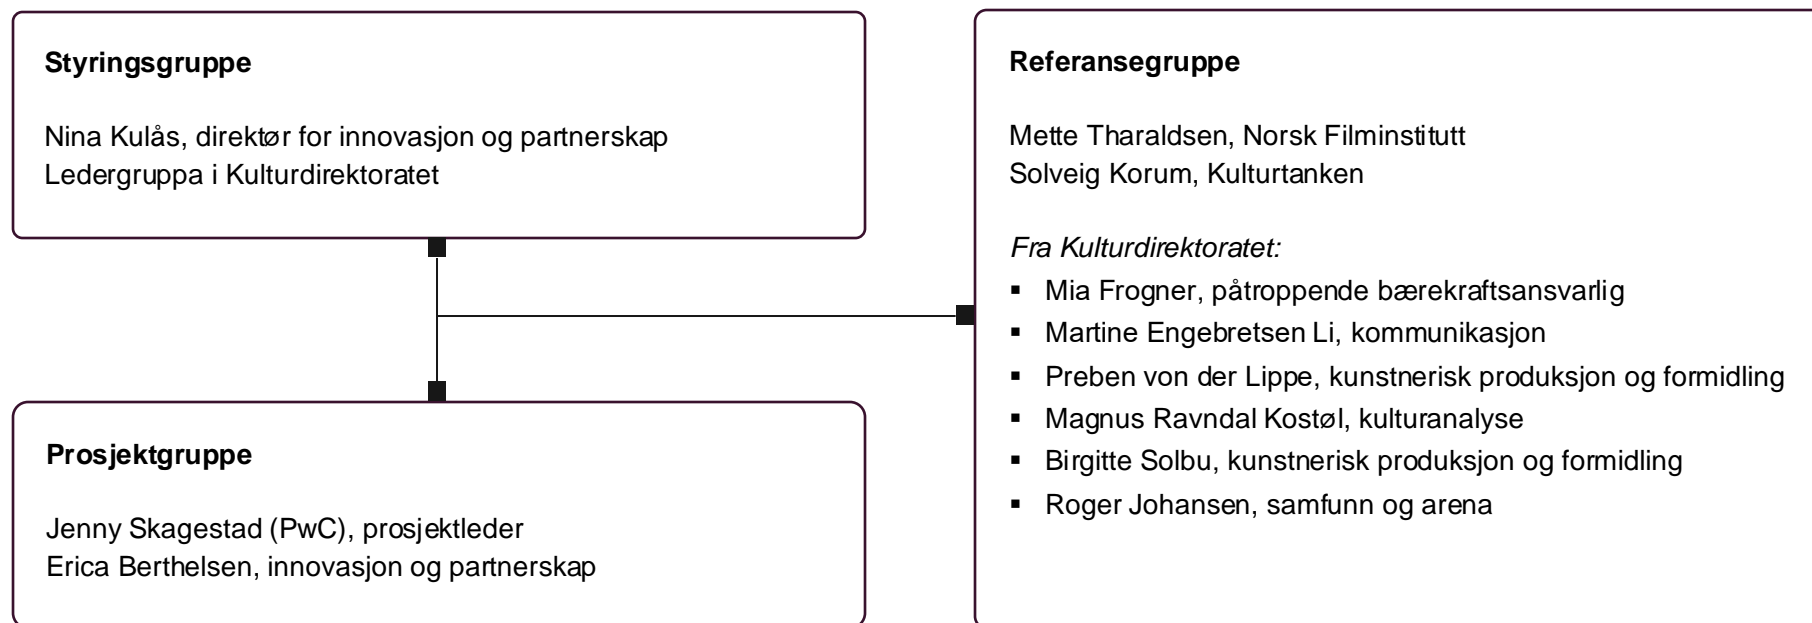 Styringsgruppe
Nina Kulås, direktør for innovasjon og partnerskap
Ledergruppa i Kulturdirektoratet
Prosjektgruppe
Jenny Skagestad (PwC), prosjektleder
Erica Berthelsen, innovasjon og partnerskap
Referansegruppe
Mette Tharaldsen, Norsk Filminstitutt
Solveig Korum, Kulturtanken
Fra Kulturdirektoratet:
▪ Mia Frogner, påtroppende bærekraftsansvarlig
▪ Martine Engebretsen Li, kommunikasjon
▪ Preben von der Lippe, kunstnerisk produksjon og formidling
▪ Magnus Ravndal Kostøl, kulturanalyse
▪ Birgitte Solbu, kunstnerisk produksjon og formidling
▪ Roger Johansen, samfunn og arena